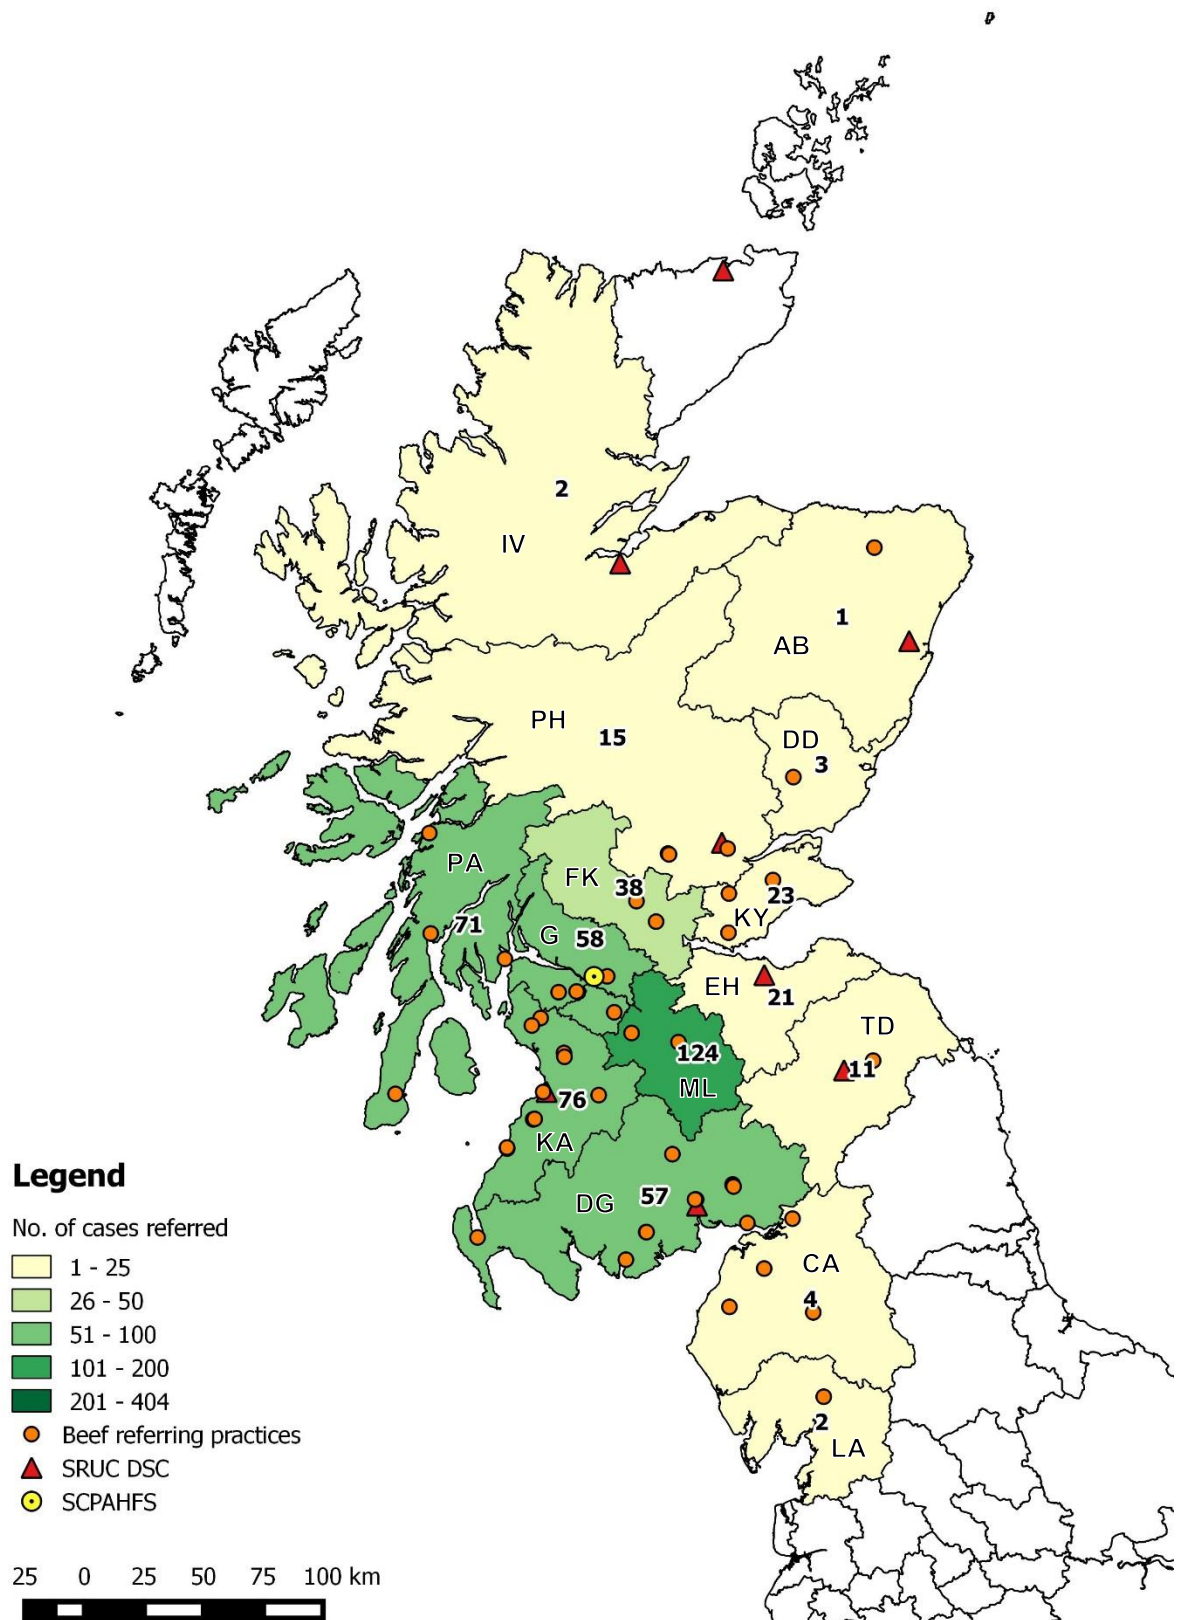 2
IV
1
AB
PH
15
DD
3
PA
FK
38
23
KY
71
G
58
EH
21
TD
11
124
ML
76
KA
57
DG
CA
4
2
LA
Legend
No. of cases referred
1 - 25
26 - 50
51 - 100
101 - 200
201 - 404
Beef referring practices
SRUC DSC
SCPAHFS
25 0 25 50 75 100 km